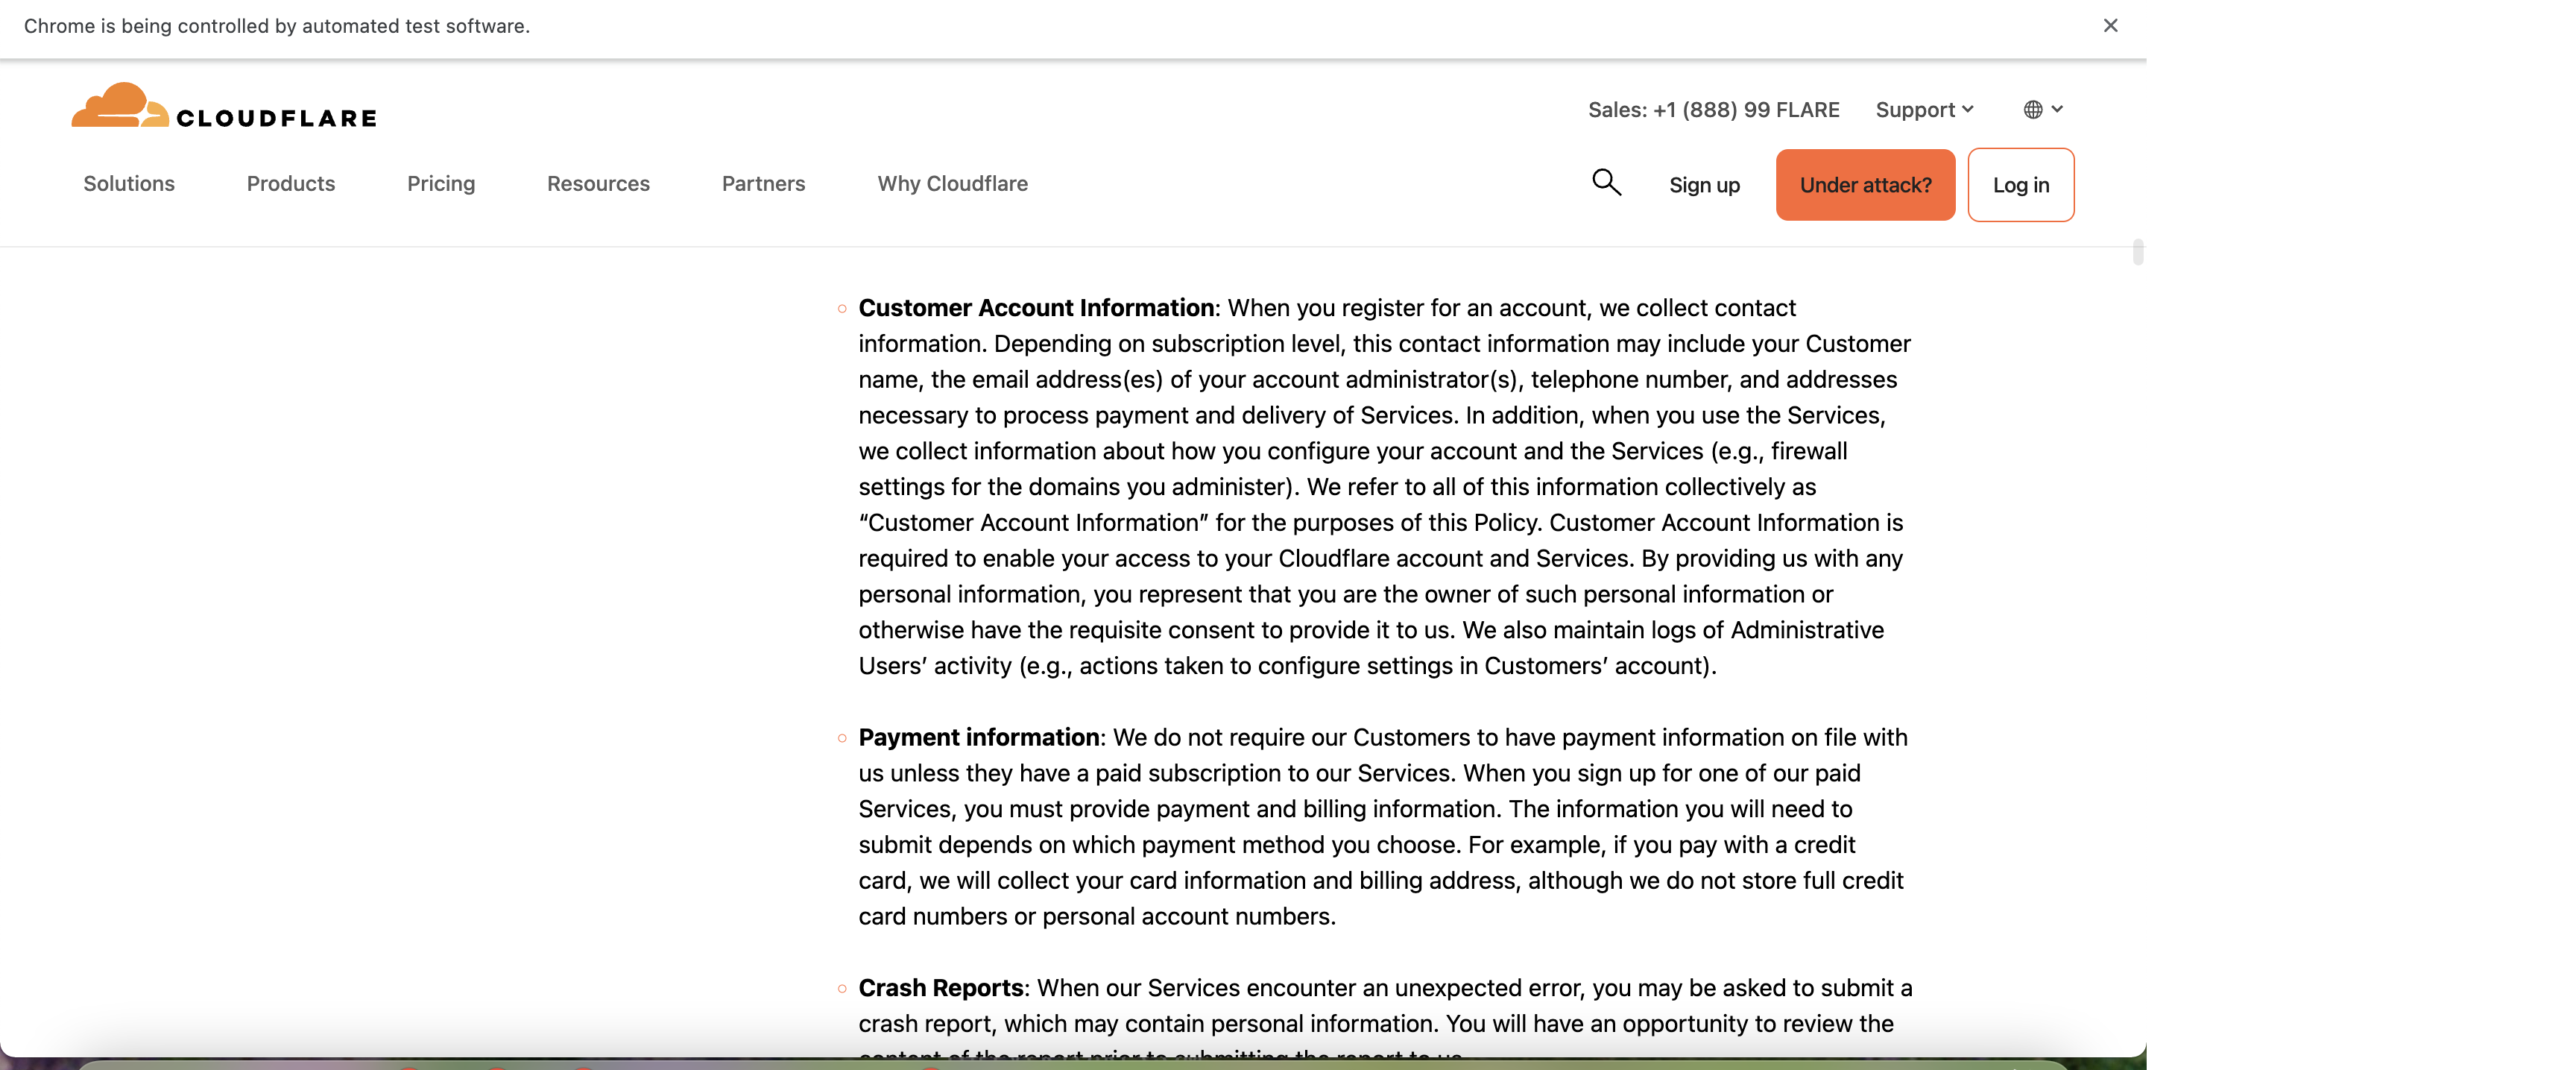 Chrome is being controlled by automated test software.
CLOUDFLARE
Sales: +1 (888) 99 FLARE Support
Solutions Products Pricing Resources Partners Why Cloudflare Sign up Under attack? Log in
Customer Account Information: When you register for an account, we collect contact
information. Depending on subscription level, this contact information may include your Customer
name, the email address(es) of your account administrator(s), telephone number, and addresses
necessary to process payment and delivery of Services. In addition, when you use the Services,
we collect information about how you configure your account and the Services (e.g., firewall
settings for the domains you administer). We refer to all of this information collectively as
“Customer Account Information” for the purposes of this Policy. Customer Account Information is
required to enable your access to your Cloudflare account and Services. By providing us with any
personal information, you represent that you are the owner of such personal information or
otherwise have the requisite consent to provide it to us. We also maintain logs of Administrative
Users’ activity (e.g., actions taken to configure settings in Customers’ account).
Payment information: We do not require our Customers to have payment information on file with
us unless they have a paid subscription to our Services. When you sign up for one of our paid
Services, you must provide payment and billing information. The information you will need to
submit depends on which payment method you choose. For example, if you pay with a credit
card, we will collect your card information and billing address, although we do not store full credit
card numbers or personal account numbers.
Crash Reports: When our Services encounter an unexpected error, you may be asked to submit a
crash report, which may contain personal information. You will have an opportunity to review the
content of the report prior to submitting the report to us.